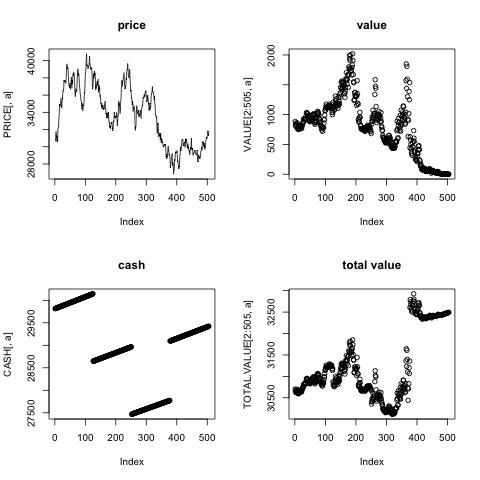 price
PRICE[, a]
28000
34000
40000
0 100 200 300 400 500
Index
value
VALUE[2:505, a]
0
500
1000
2000
0 100 200 300 400 500
Index
cash
CASH[, a]
27500
28500
29500
0 100 200 300 400 500
Index
total value
TOTAL.VALUE[2:505, a]
30500
31500
32500
0 100 200 300 400 500
Index